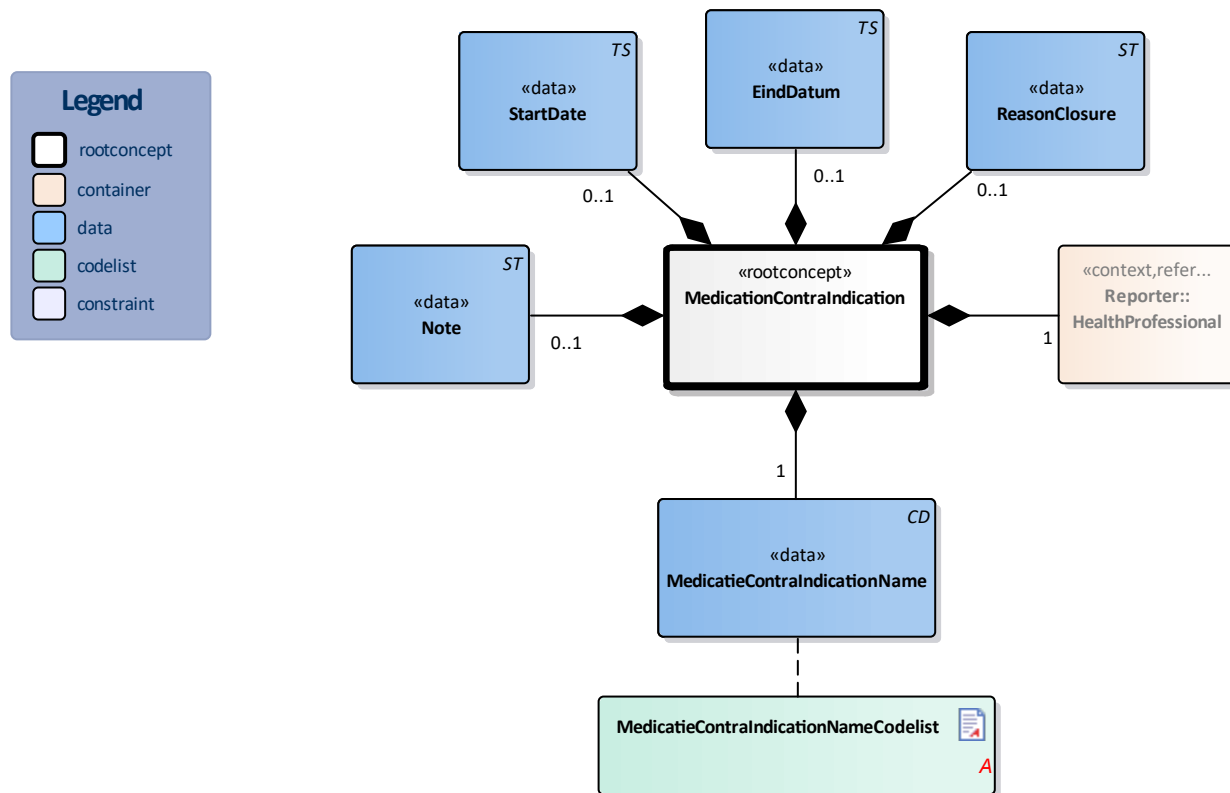 Legend
rootconcept
container
data
codelist
constraint
TS
«data»
StartDate
0..1
TS
«data»
EindDatum
0..1
ST
«data»
ReasonClosure
0..1
ST
«data»
Note
0..1
«rootconcept»
MedicationContraIndication
«context,refer...
Reporter::
HealthProfessional
1
1
CD
«data»
MedicatieContraIndicationName
MedicatieContraIndicationNameCodelist
A